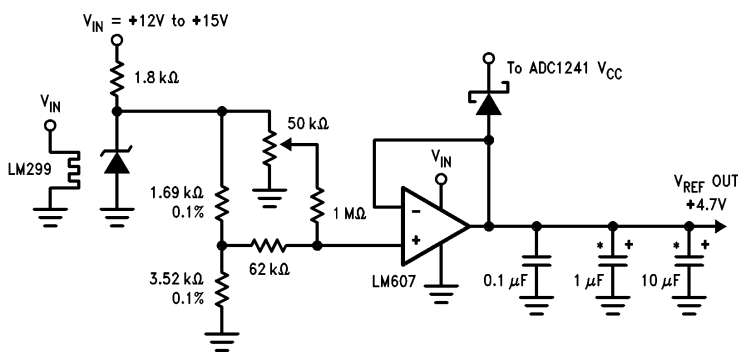 V_IN = +12V to +15V
1.8 kΩ
V_IN
LM299
50 kΩ
1.69 kΩ
0.1%
1 MΩ
62 kΩ
3.52 kΩ
0.1%
V_IN
-
+
LM607
To ADC1241 V_CC
V_REF OUT
+4.7V
0.1 μF
* +
1 μF
* +
10 μF